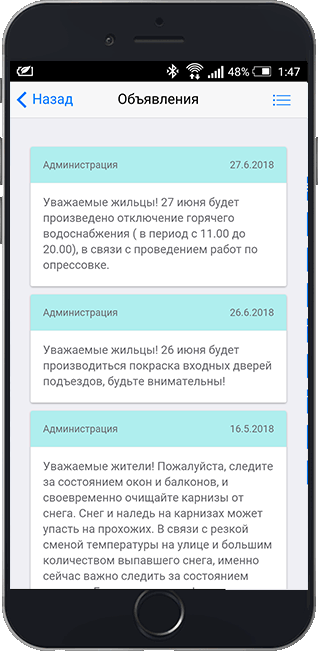 48% 1:47
Назад Объявления
Администрация 27.6.2018
Уважаемые жильцы! 27 июня будет
произведено отключение горячего
водоснабжения ( в период с 11.00 до
20.00), в связи с проведением работ по
опрессовке.
Администрация 26.6.2018
Уважаемые жильцы! 26 июня будет
производиться покраска входных дверей
подъездов, будьте внимательны!
Администрация 16.5.2018
Уважаемые жители! Пожалуйста, следите
за состоянием окон и балконов, и
своевременно очищайте карнизы от
снега. Снег и наледь на карнизах может
упасть на прохожих. В связи с резкой
сменой температуры на улице и большим
количеством выпавшего снега, именно
сейчас важно следить за состоянием